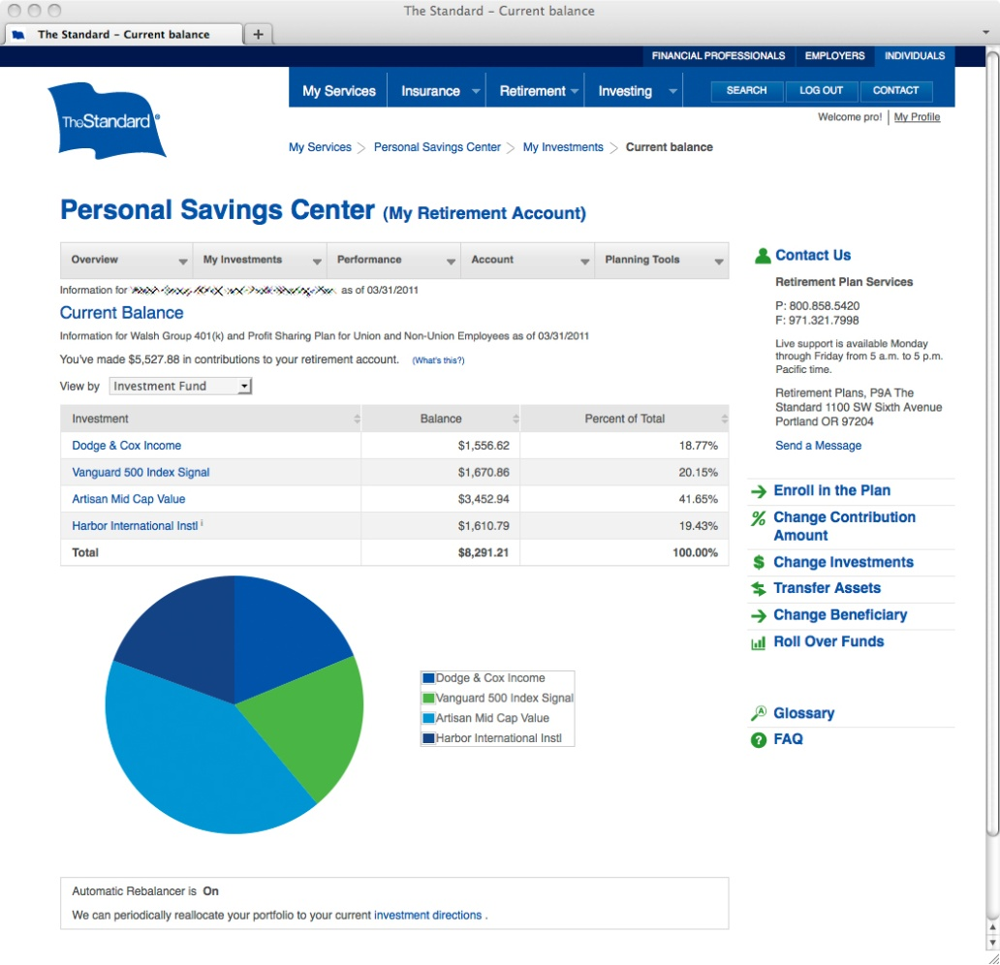 The Standard – Current balance
The Standard – Current balance
FINANCIAL PROFESSIONALS EMPLOYERS INDIVIDUALS
TheStandard®
My Services Insurance Retirement Investing SEARCH LOG OUT CONTACT
Welcome pro! My Profile
My Services Personal Savings Center My Investments Current balance
Personal Savings Center (My Retirement Account)
Overview My Investments Performance Account Planning Tools
Information for as of 03/31/2011
Current Balance
Information for Walsh Group 401(k) and Profit Sharing Plan for Union and Non-Union Employees as of 03/31/2011
You've made $5,527.88 in contributions to your retirement account. (What's this?)
View by Investment Fund
Investment Balance Percent of Total
Dodge & Cox Income $1,556.62 18.77%
Vanguard 500 Index Signal $1,670.86 20.15%
Artisan Mid Cap Value $3,452.94 41.65%
Harbor International Instl i $1,610.79 19.43%
Total $8,291.21 100.00%
Dodge & Cox Income
Vanguard 500 Index Signal
Artisan Mid Cap Value
Harbor International Instl
Automatic Rebalancer is On
We can periodically reallocate your portfolio to your current investment directions .
Contact Us
Retirement Plan Services
P: 800.858.5420
F: 971.321.7998
Live support is available Monday
through Friday from 5 a.m. to 5 p.m.
Pacific time.
Retirement Plans, P9A The
Standard 1100 SW Sixth Avenue
Portland OR 97204
Send a Message
Enroll in the Plan
Change Contribution
Amount
Change Investments
Transfer Assets
Change Beneficiary
Roll Over Funds
Glossary
FAQ